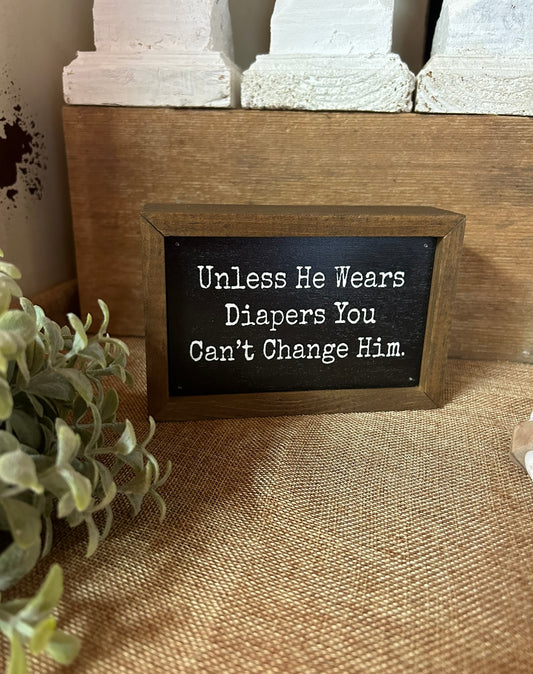 Unless He Wears
Diapers You
Can't Change Him.